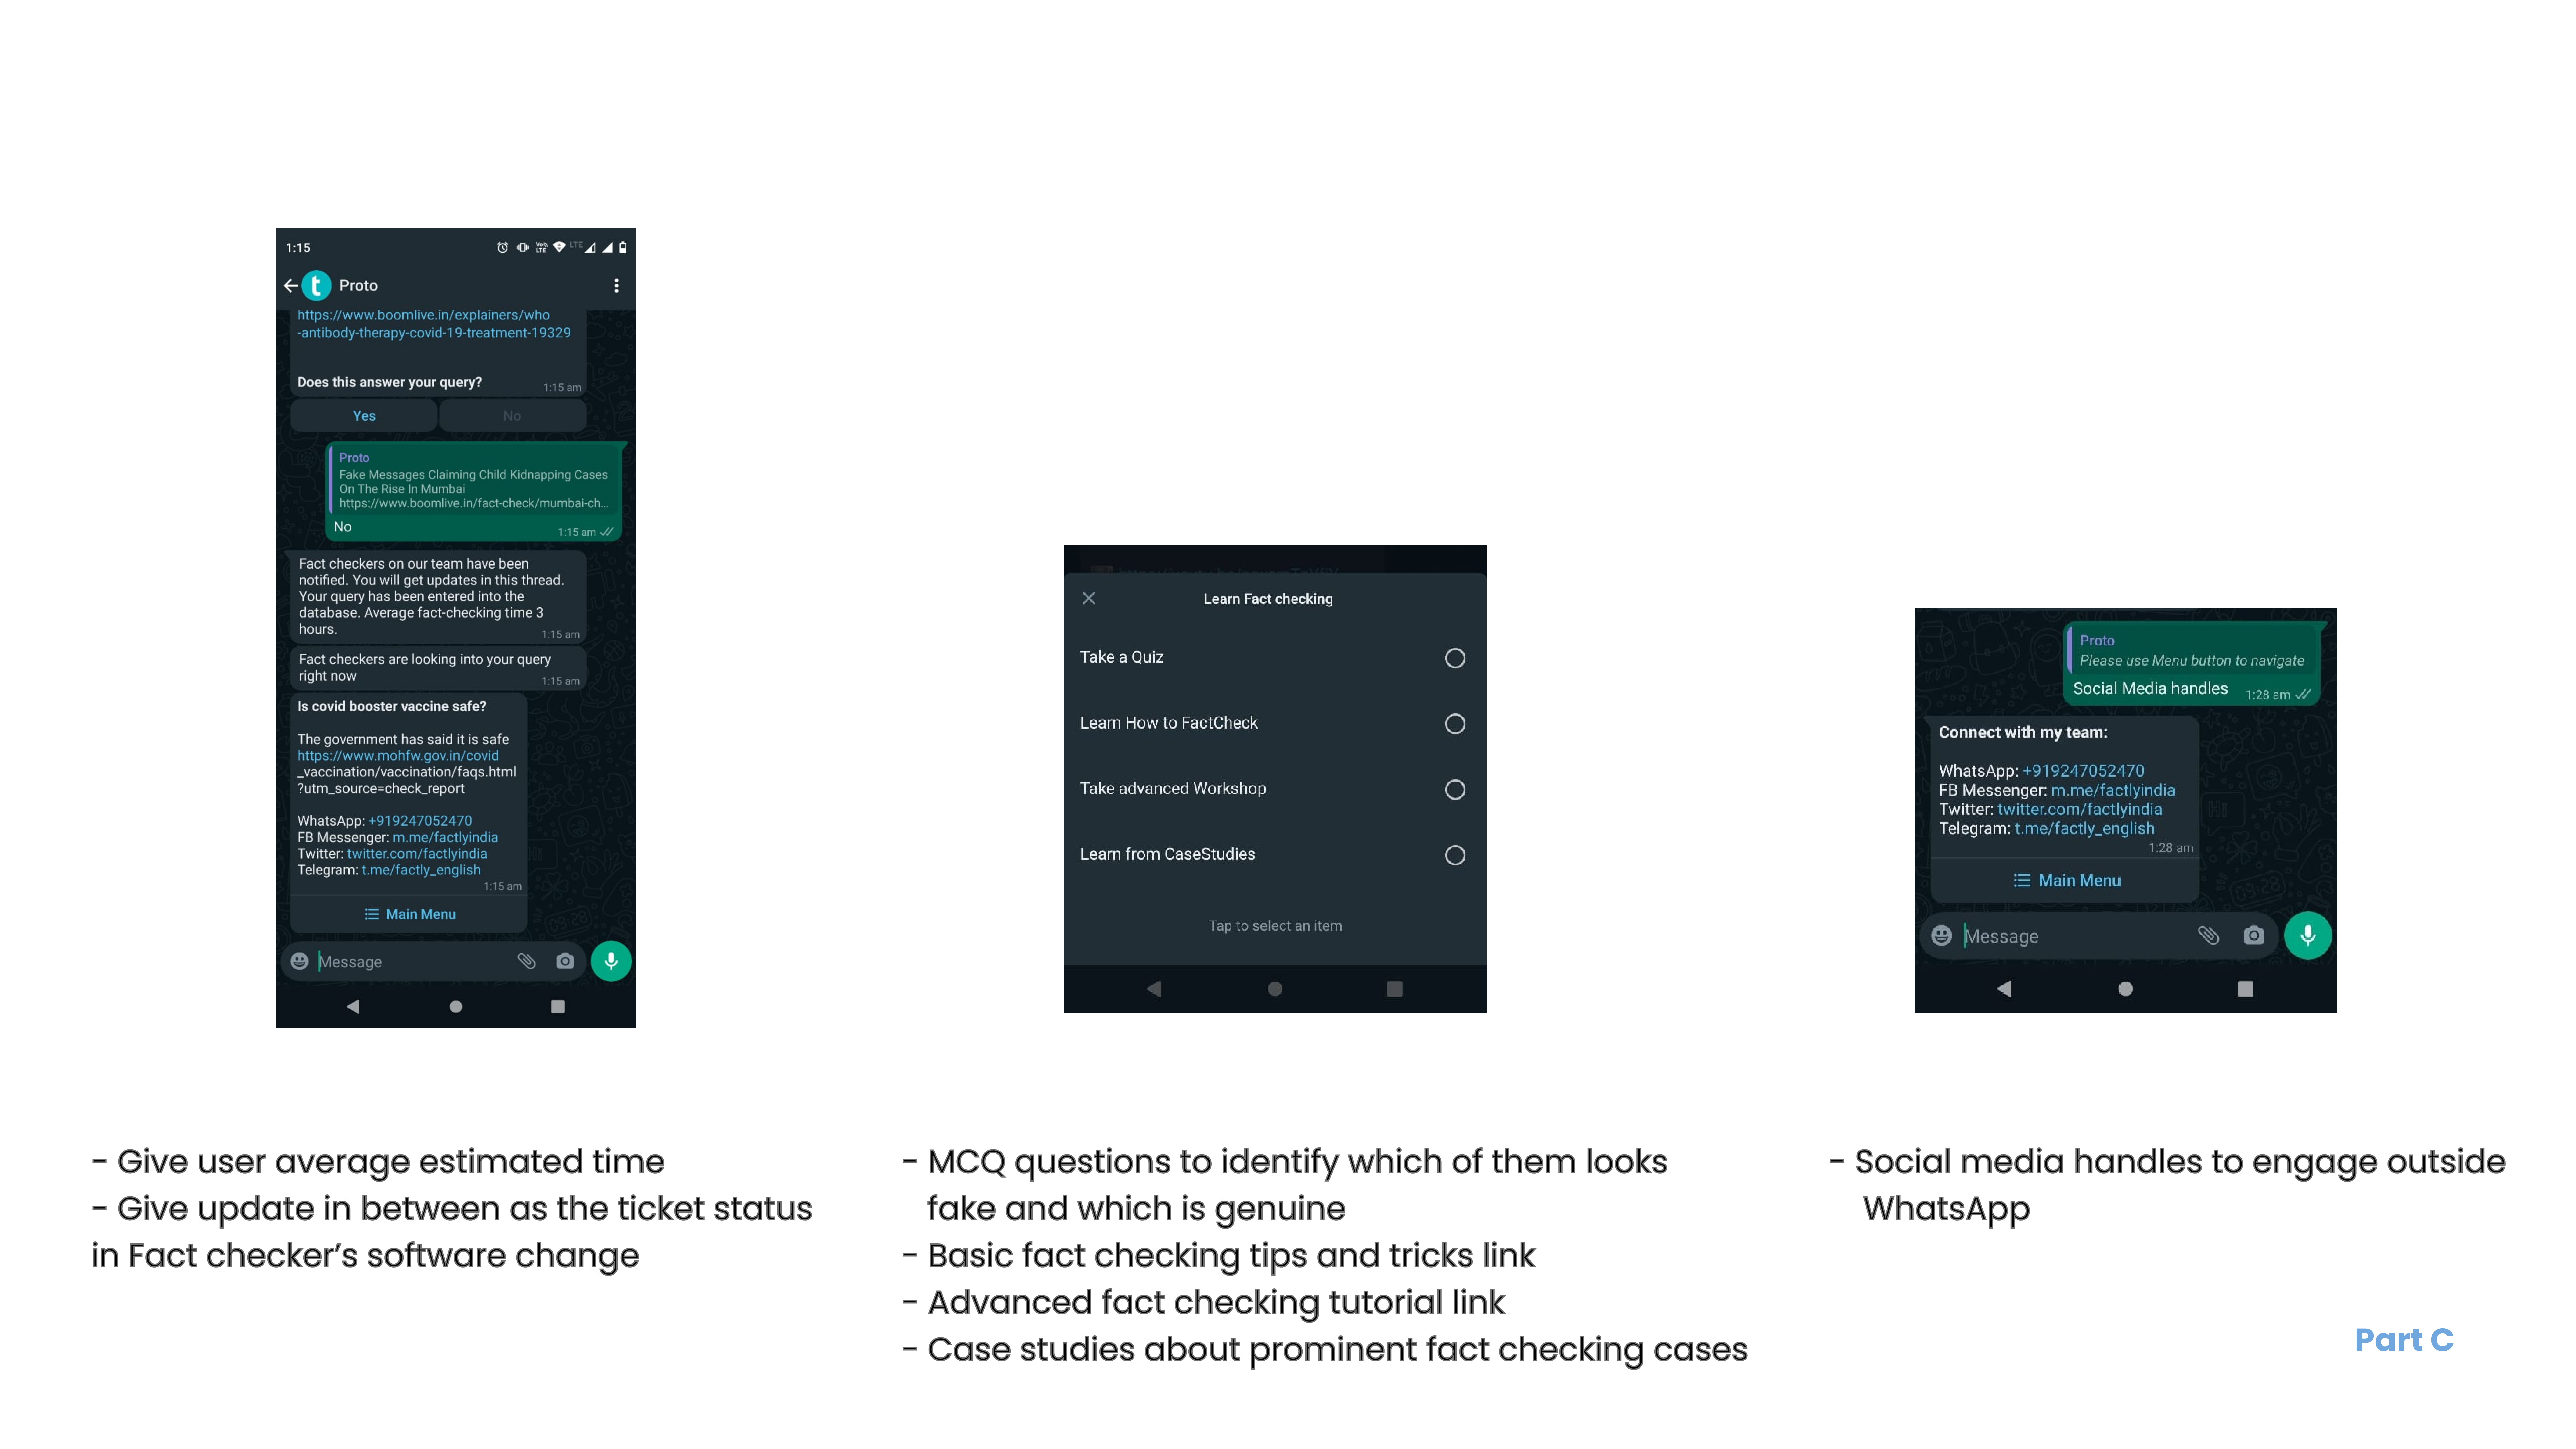 1:15
VoLTE LTE
t Proto
https://www.boomlive.in/explainers/who
-antibody-therapy-covid-19-treatment-19329
Does this answer your query?
1:15 am
Yes No
Proto
Fake Messages Claiming Child Kidnapping Cases
On The Rise In Mumbai
https://www.boomlive.in/fact-check/mumbai-ch...
No
1:15 am
Fact checkers on our team have been
notified. You will get updates in this thread.
Your query has been entered into the
database. Average fact-checking time 3
hours.
1:15 am
Fact checkers are looking into your query
right now
1:15 am
Is covid booster vaccine safe?
The government has said it is safe
https://www.mohfw.gov.in/covid
_vaccination/vaccination/faqs.html
?utm_source=check_report
WhatsApp: +919247052470
FB Messenger: m.me/factlyindia
Twitter: twitter.com/factlyindia
Telegram: t.me/factly_english
1:15 am
Main Menu
Message
- Give user average estimated time
- Give update in between as the ticket status
in Fact checker's software change
Learn Fact checking
Take a Quiz
Learn How to FactCheck
Take advanced Workshop
Learn from CaseStudies
Tap to select an item
- MCQ questions to identify which of them looks
fake and which is genuine
- Basic fact checking tips and tricks link
- Advanced fact checking tutorial link
- Case studies about prominent fact checking cases
Proto
Please use Menu button to navigate
Social Media handles
1:28 am
Connect with my team:
WhatsApp: +919247052470
FB Messenger: m.me/factlyindia
Twitter: twitter.com/factlyindia
Telegram: t.me/factly_english
1:28 am
Main Menu
Message
- Social media handles to engage outside
WhatsApp
Part C